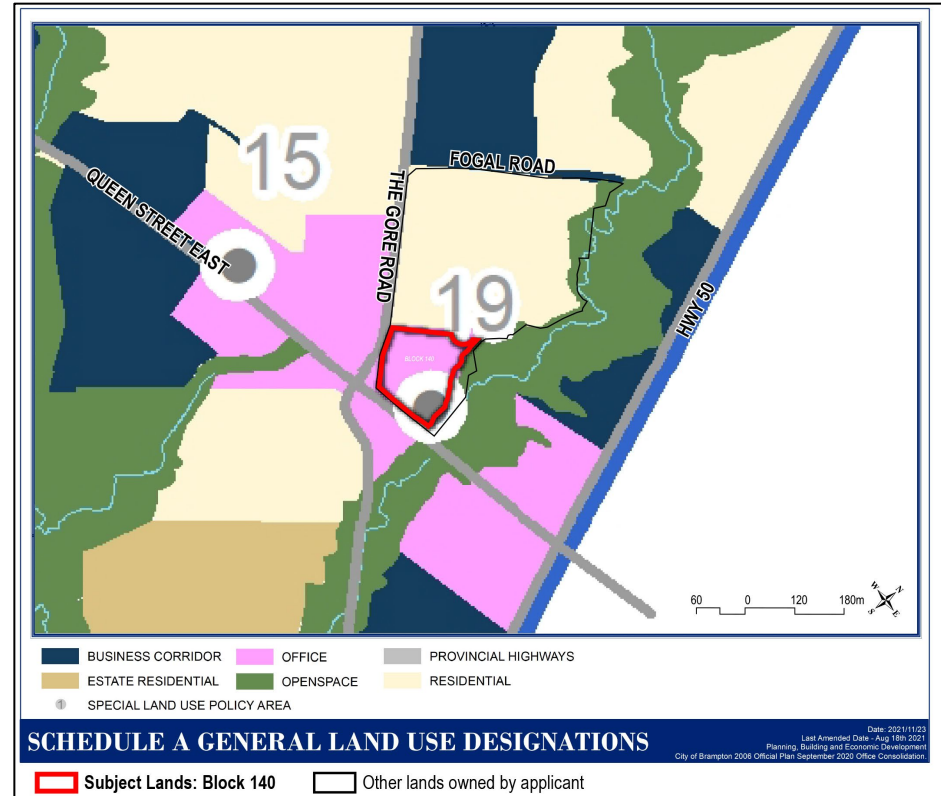 15
QUEEN STREET EAST
THE GORE ROAD
FOGAL ROAD
19
BLOCK 140
HWY 50
60 0 120 180m
W N
S E
BUSINESS CORRIDOR OFFICE PROVINCIAL HIGHWAYS
ESTATE RESIDENTIAL OPENSPACE RESIDENTIAL
1 SPECIAL LAND USE POLICY AREA
SCHEDULE A GENERAL LAND USE DESIGNATIONS
Date: 2021/11/23
Last Amended Date - Aug 18th 2021
Planning, Building and Economic Development
City of Brampton 2006 Official Plan September 2020 Office Consolidation.
Subject Lands: Block 140 Other lands owned by applicant